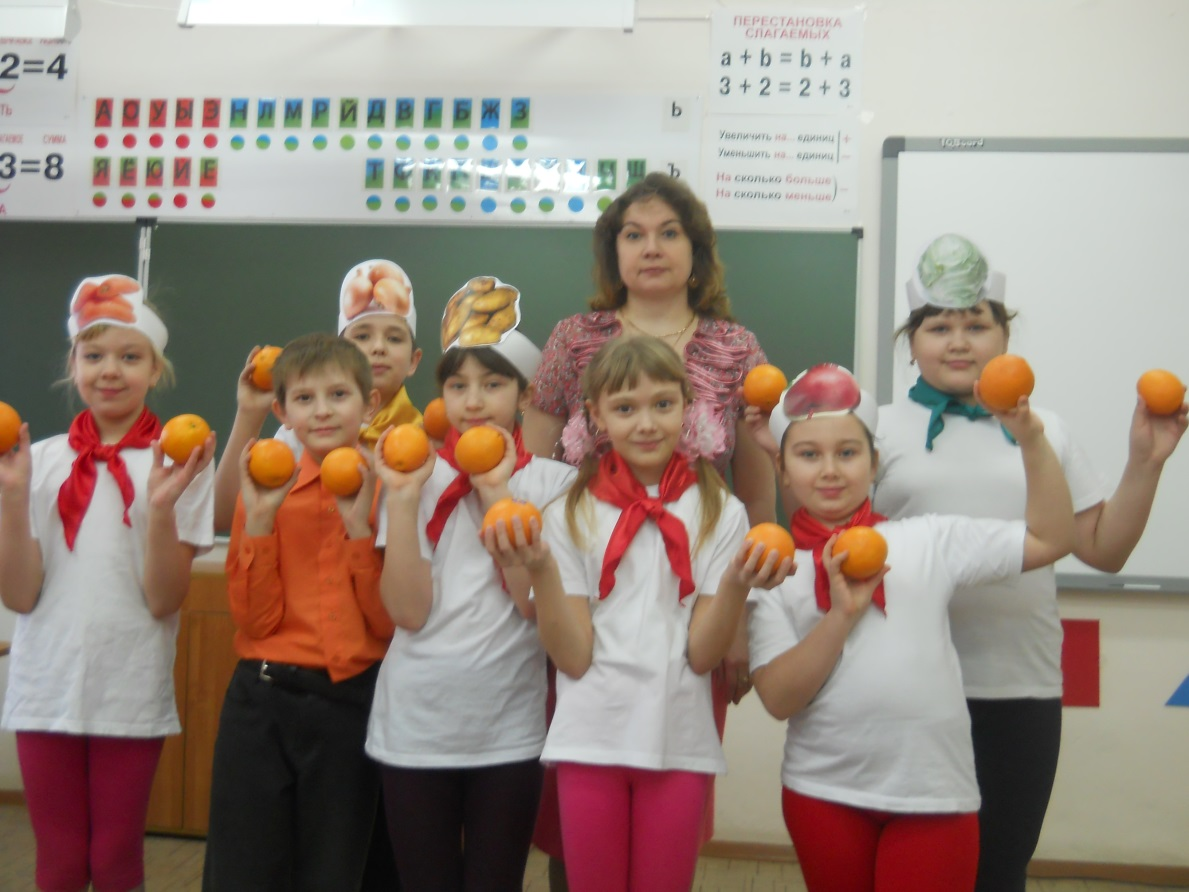 2=4
ТЬ
3=8
А О У Ы Э Н Л М Р Й Д В Г Б Ж З
Ь
Я Ё Ю И Е
Ъ
ПЕРЕСТАНОВКА
СЛАГАЕМЫХ
a + b = b + a
3 + 2 = 2 + 3
Увеличить на... единиц +
Уменьшить на... единиц −
На сколько больше
На сколько меньше −